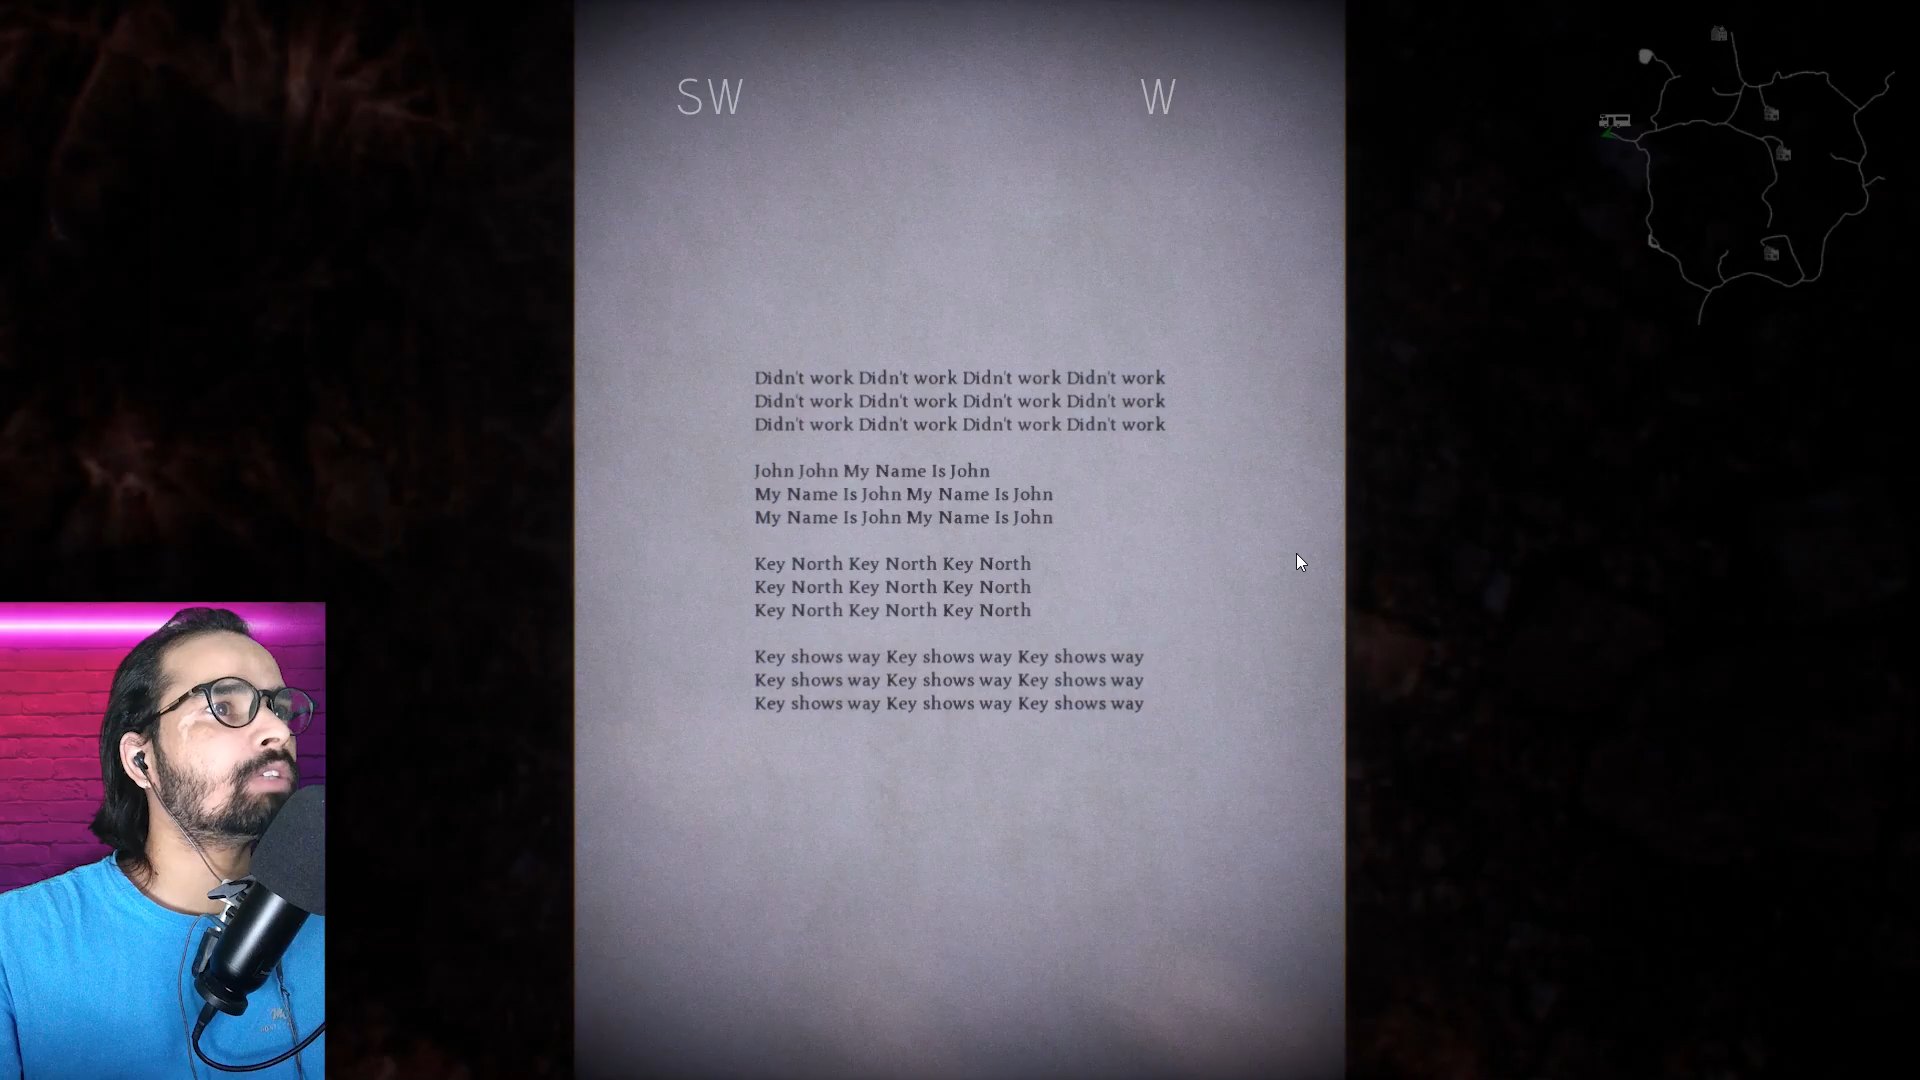 SW W
Didn't work Didn't work Didn't work Didn't work
Didn't work Didn't work Didn't work Didn't work
Didn't work Didn't work Didn't work Didn't work
John John My Name Is John
My Name Is John My Name Is John
My Name Is John My Name Is John
Key North Key North Key North
Key North Key North Key North
Key North Key North Key North
Key shows way Key shows way Key shows way
Key shows way Key shows way Key shows way
Key shows way Key shows way Key shows way